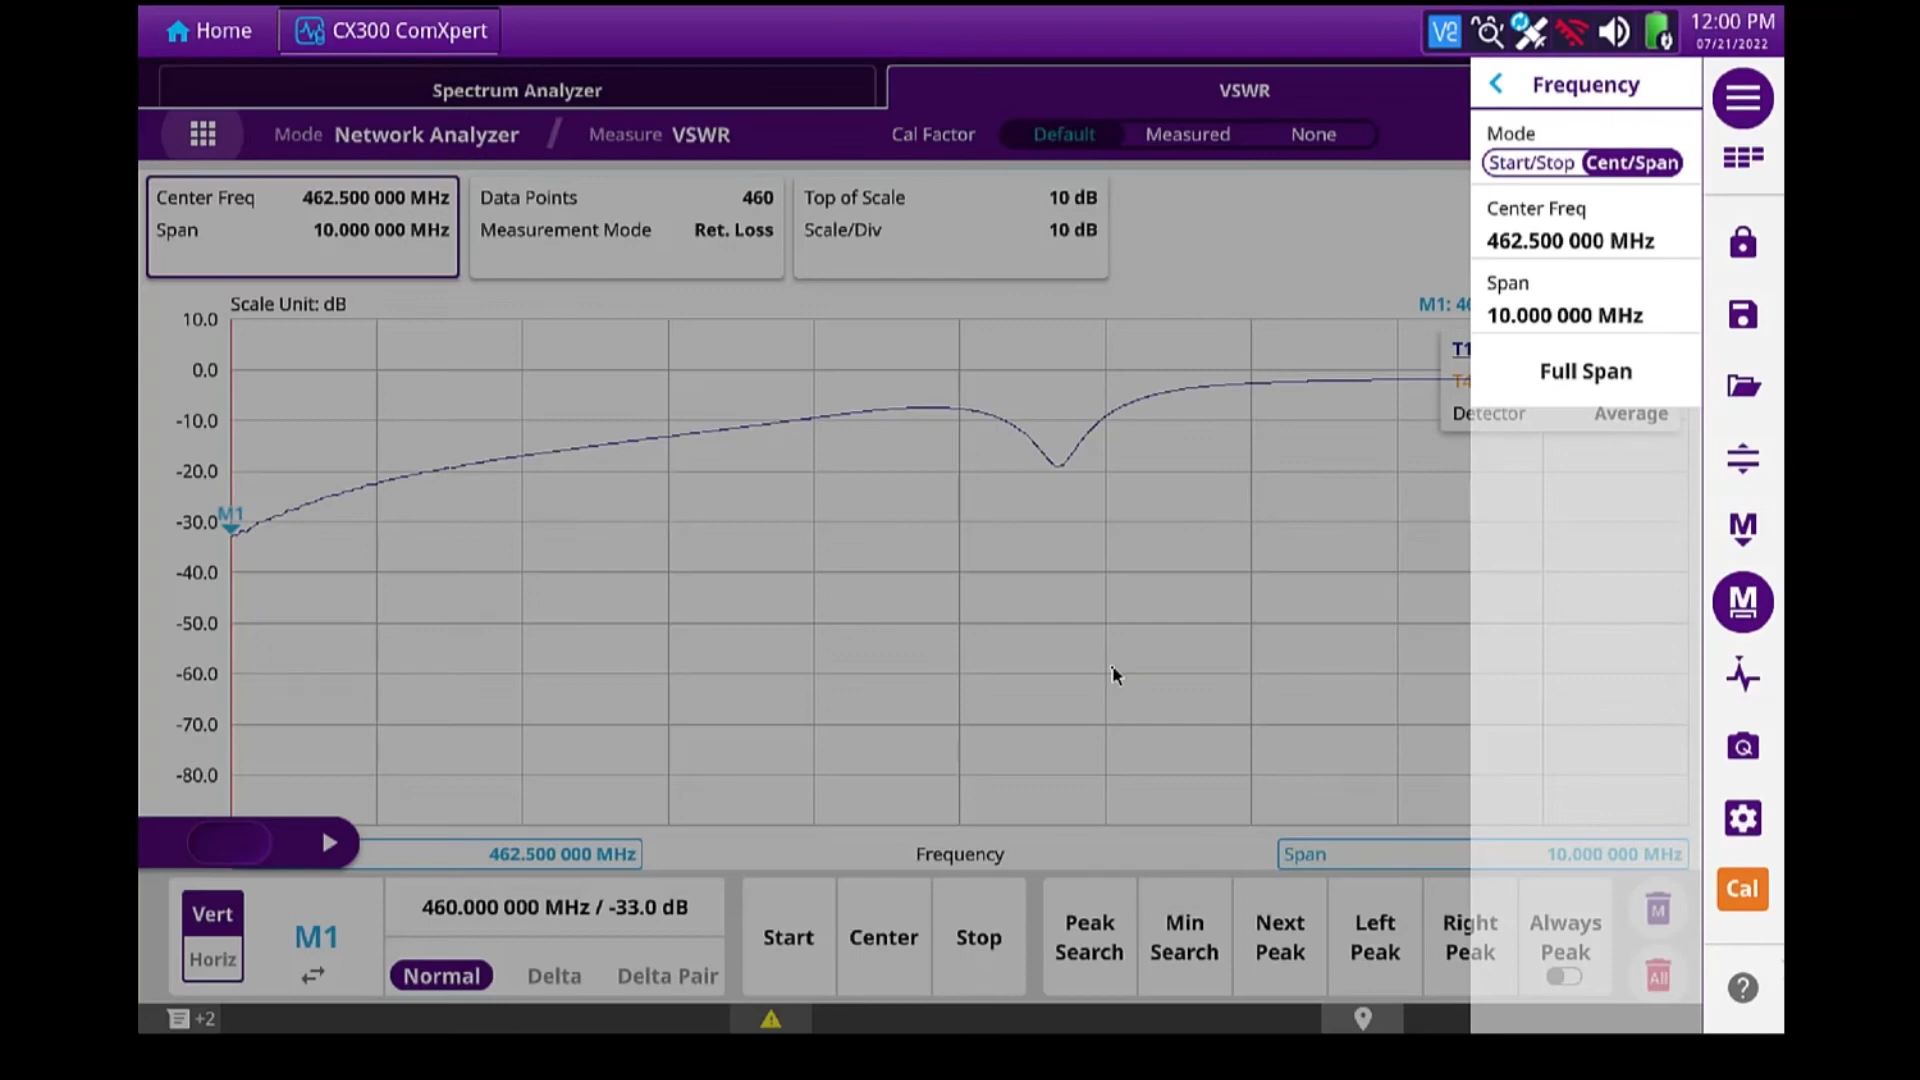 Home
CX300 ComXpert
V2
12:00 PM
07/21/2022
Spectrum Analyzer
VSWR
Mode Network Analyzer / Measure VSWR
Cal Factor Default Measured None
Center Freq 462.500 000 MHz
Span 10.000 000 MHz
Data Points 460
Measurement Mode Ret. Loss
Top of Scale 10 dB
Scale/Div 10 dB
Frequency
Mode
Start/Stop Cent/Span
Center Freq
462.500 000 MHz
Span
10.000 000 MHz
Full Span
Scale Unit: dB
M1: 46
T1
T4
Detector Average
10.0
0.0
-10.0
-20.0
-30.0
M1
-40.0
-50.0
-60.0
-70.0
-80.0
462.500 000 MHz
Frequency
Span 10.000 000 MHz
Vert
Horiz
M1
460.000 000 MHz / -33.0 dB
Normal Delta Delta Pair
Start
Center
Stop
Peak
Search
Min
Search
Next
Peak
Left
Peak
Right
Peak
Always
Peak
M
All
M
M
Cal
?
+2